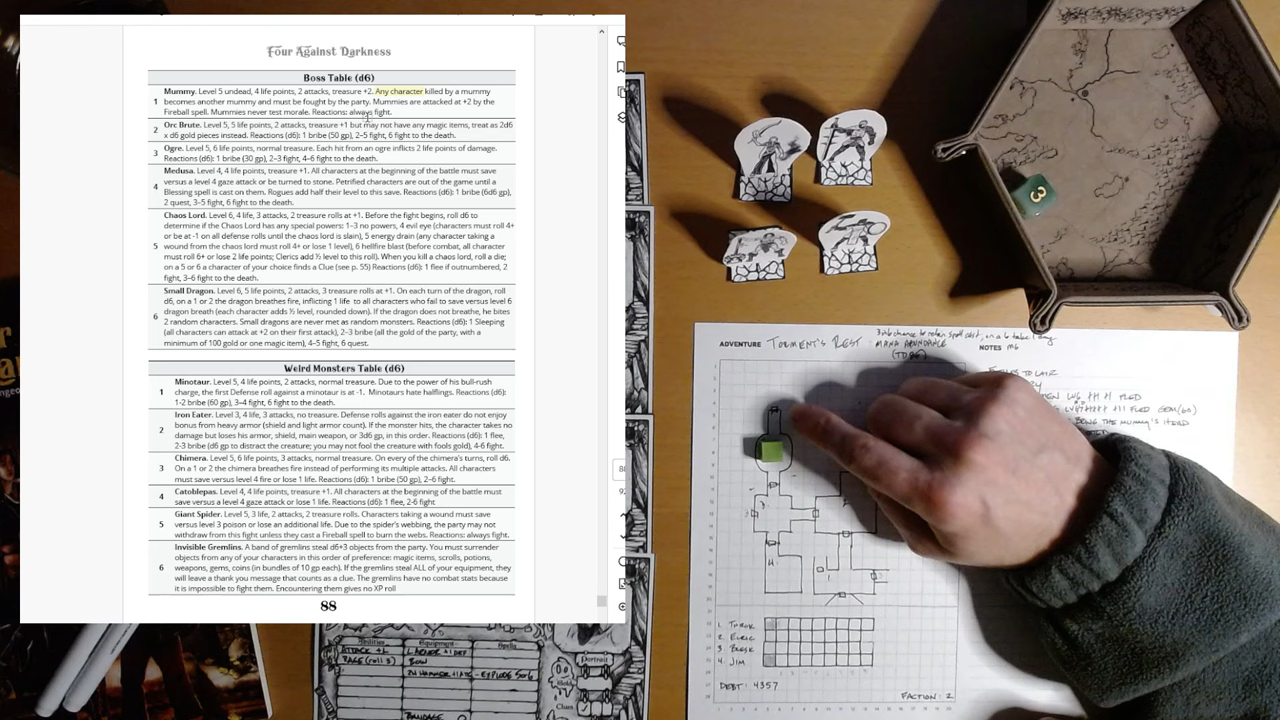 Four Against Darkness
Boss Table (d6)
1 Mummy. Level 5 undead, 4 life points, 2 attacks, treasure +2. Any character killed by a mummy
becomes another mummy and must be fought by the party. Mummies are attacked at +2 by the
Fireball spell. Mummies never test morale. Reactions: always fight.
2 Orc Brute. Level 5, 5 life points, 2 attacks, treasure +1 but may not have any magic items, treat as 2d6
x d6 gold pieces instead. Reactions (d6): 1 bribe (50 gp), 2–5 fight, 6 fight to the death.
3 Ogre. Level 5, 6 life points, normal treasure. Each hit from an ogre inflicts 2 life points of damage.
Reactions (d6): 1 bribe (30 gp), 2–3 fight, 4–6 fight to the death.
4 Medusa. Level 4, 4 life points, treasure +1. All characters at the beginning of the battle must save
versus a level 4 gaze attack or be turned to stone. Petrified characters are out of the game until a
Blessing spell is cast on them. Rogues add half their level to this save. Reactions (d6): 1 bribe (6d6 gp),
2 quest, 3–5 fight, 6 fight to the death.
5 Chaos Lord. Level 6, 4 life, 3 attacks, 2 treasure rolls at +1. Before the fight begins, roll d6 to
determine if the Chaos Lord has any special powers: 1–3 no powers, 4 evil eye (characters must roll 4+
or be at -1 on all defense rolls until the chaos lord is slain), 5 energy drain (any character taking a
wound from the chaos lord must roll 4+ or lose 1 level), 6 hellfire blast (before combat, all character
must roll 6+ or lose 2 life points; Clerics add ½ level to this roll). When you kill a chaos lord, roll a die;
on a 5 or a 6 a character of your choice finds a Clue (see p. 55) Reactions (d6): 1 flee if outnumbered, 2
fight, 3–6 fight to the death.
6 Small Dragon. Level 6, 5 life points, 2 attacks, 3 treasure rolls at +1. On each turn of the dragon, roll
d6, on a 1 or 2 the dragon breathes fire, inflicting 1 life to all characters who fail to save versus level 6
dragon breath (each character adds ½ level, rounded down). If the dragon does not breathe, he bites
2 random characters. Small dragons are never met as random monsters. Reactions (d6): 1 Sleeping
(all characters can attack at +2 on their first attack), 2–3 bribe (all the gold of the party, with a
minimum of 100 gold or one magic item), 4–5 fight, 6 quest.
Weird Monsters Table (d6)
1 Minotaur. Level 5, 4 life points, 2 attacks, normal treasure. Due to the power of his bull-rush
charge, the first Defense roll against a minotaur is at -1. Minotaurs hate halflings. Reactions (d6):
1-2 bribe (60 gp), 3–4 fight, 6 fight to the death.
2 Iron Eater. Level 3, 4 life, 3 attacks, no treasure. Defense rolls against the iron eater do not enjoy
bonus from heavy armor (shield and light armor count). If the monster hits, the character takes no
damage but loses his armor, shield, main weapon, or 3d6 gp, in this order. Reactions (d6): 1 flee,
2-3 bribe (d6 gp to distract the creature; you may not fool the creature with fools gold), 4-6 fight.
3 Chimera. Level 5, 6 life points, 3 attacks, normal treasure. On every of the chimera's turns, roll d6.
On a 1 or 2 the chimera breathes fire instead of performing its multiple attacks. All characters
must save versus level 4 fire or lose 1 life. Reactions (d6): 1 bribe (50 gp), 2–6 fight.
4 Catoblepas. Level 4, 4 life points, treasure +1. All characters at the beginning of the battle must
save versus a level 4 gaze attack or lose 1 life. Reactions (d6): 1 flee, 2-6 fight
5 Giant Spider. Level 5, 3 life, 2 attacks, 2 treasure rolls. Characters taking a wound must save
versus level 3 poison or lose an additional life. Due to the spider's webbing, the party may not
withdraw from this fight unless they cast a Fireball spell to burn the webs. Reactions: always fight.
6 Invisible Gremlins. A band of gremlins steal d6+3 objects from the party. You must surrender
objects from any of your characters in this order of preference: magic items, scrolls, potions,
weapons, gems, coins (in bundles of 10 gp each). If the gremlins steal ALL of your equipment, they
will leave a thank you message that counts as a clue. The gremlins have no combat stats because
it is impossible to fight them. Encountering them gives no XP roll
88
3
ADVENTURE TORMENT'S REST: MANA ABUNDANCE
NOTES
FLED
FLED GEM
BEING THE MUMMY'S HEAD
3
4
1
1. TUROK
4. JIM
DEBT: 4357
FACTION: 2
Abilities Equipment Spells
ATTACK +L
RAGE
BOW
BANDAGE
Portrait
Gold
Clues